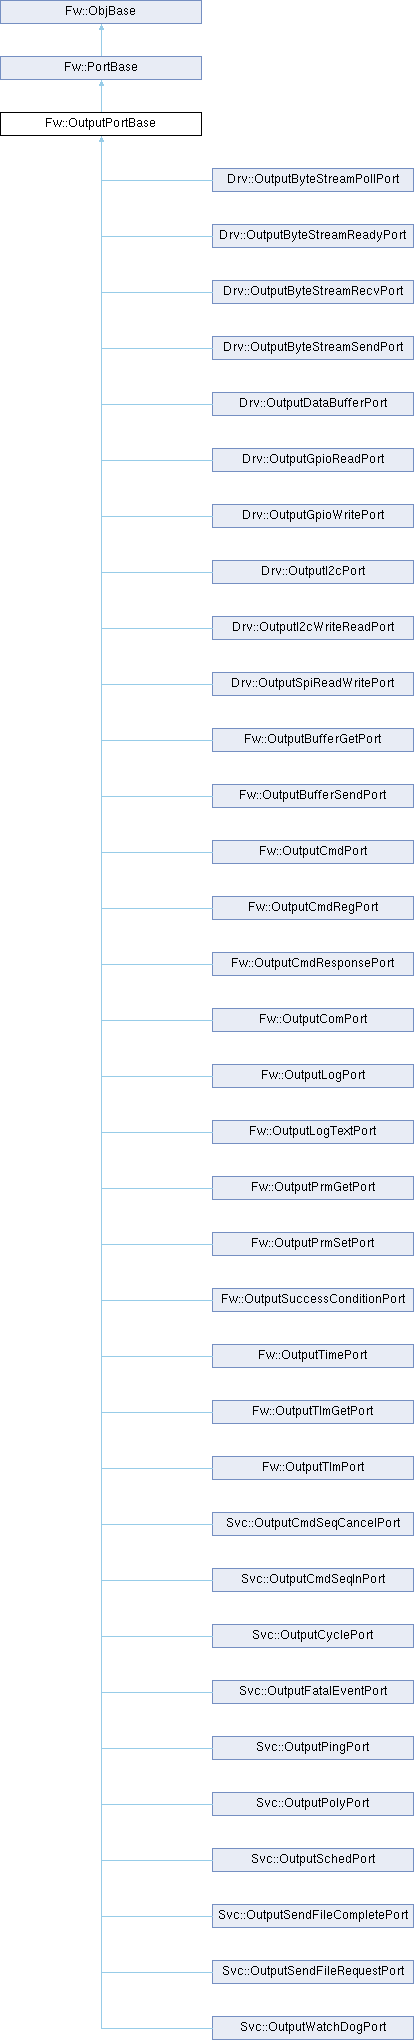 Fw::ObjBase
Fw::PortBase
Fw::OutputPortBase
Drv::OutputByteStreamPollPort
Drv::OutputByteStreamReadyPort
Drv::OutputByteStreamRecvPort
Drv::OutputByteStreamSendPort
Drv::OutputDataBufferPort
Drv::OutputGpioReadPort
Drv::OutputGpioWritePort
Drv::OutputI2cPort
Drv::OutputI2cWriteReadPort
Drv::OutputSpiReadWritePort
Fw::OutputBufferGetPort
Fw::OutputBufferSendPort
Fw::OutputCmdPort
Fw::OutputCmdRegPort
Fw::OutputCmdResponsePort
Fw::OutputComPort
Fw::OutputLogPort
Fw::OutputLogTextPort
Fw::OutputPrmGetPort
Fw::OutputPrmSetPort
Fw::OutputSuccessConditionPort
Fw::OutputTimePort
Fw::OutputTlmGetPort
Fw::OutputTlmPort
Svc::OutputCmdSeqCancelPort
Svc::OutputCmdSeqInPort
Svc::OutputCyclePort
Svc::OutputFatalEventPort
Svc::OutputPingPort
Svc::OutputPolyPort
Svc::OutputSchedPort
Svc::OutputSendFileCompletePort
Svc::OutputSendFileRequestPort
Svc::OutputWatchDogPort